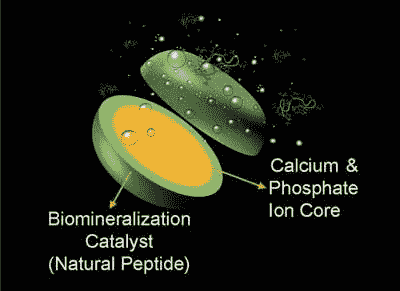 Calcium &
Phosphate
Ion Core
Biomineralization
Catalyst
(Natural Peptide)